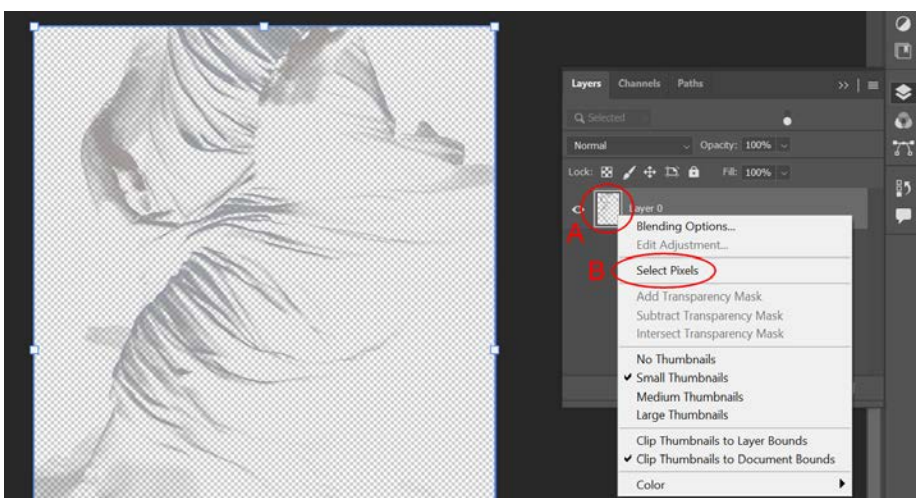 Layers Channels Paths
Selected
Normal Opacity: 100%
Lock: Fill: 100%
Layer 0
A
Blending Options...
Edit Adjustment...
B Select Pixels
Add Transparency Mask
Subtract Transparency Mask
Intersect Transparency Mask
No Thumbnails
Small Thumbnails
Medium Thumbnails
Large Thumbnails
Clip Thumbnails to Layer Bounds
Clip Thumbnails to Document Bounds
Color